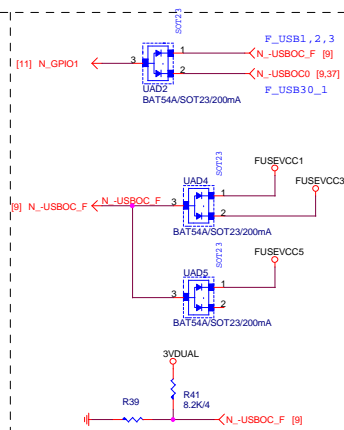 SOT23
F_USB1,2,3
1
N_-USBOC_F [9]
[11] N_GPIO1
3
2
N_-USBOC0 [9,37]
UAD2
F_USB30_1
BAT54A/SOT23/200mA
SOT23
FUSEVCC1
FUSEVCC3
UAD4
1
[9] N_-USBOC_F
N_-USBOC_F
3
2
BAT54A/SOT23/200mA
SOT23
FUSEVCC5
UAD5
1
3
2
BAT54A/SOT23/200mA
3VDUAL
R39
R41
8.2K/4
N_-USBOC_F [9]